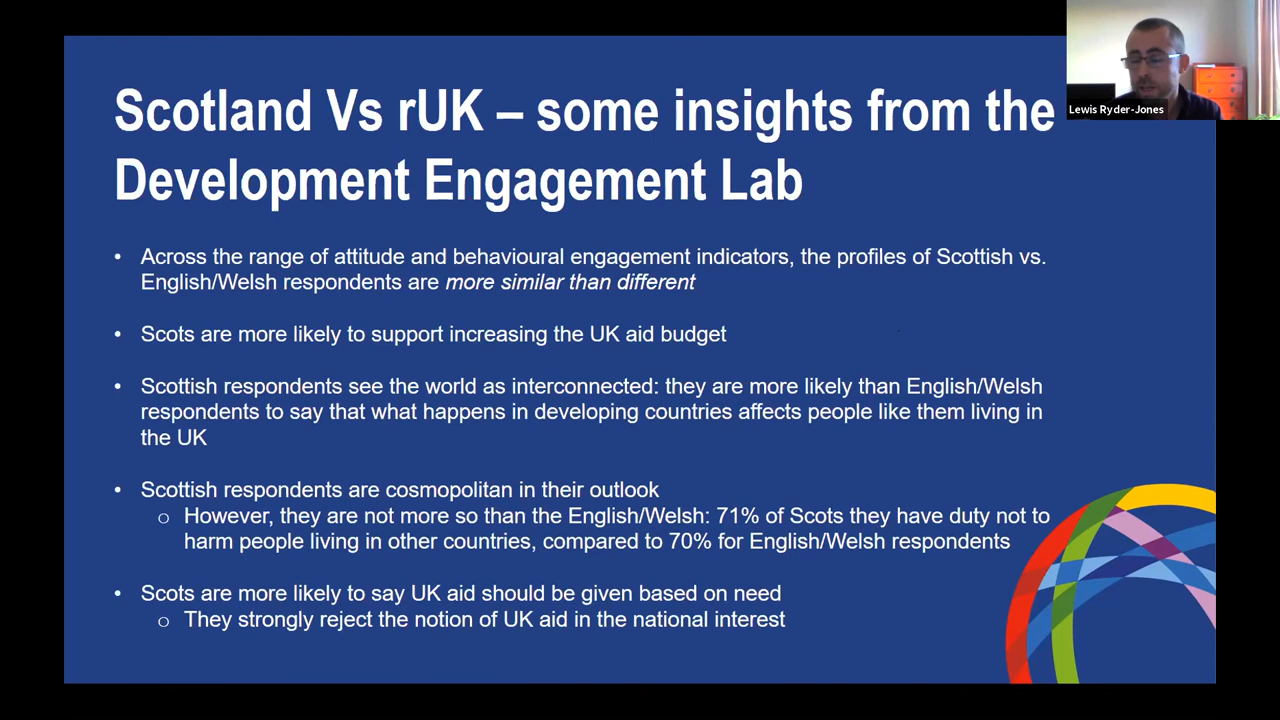 Scotland Vs rUK – some insights from the
Development Engagement Lab
Lewis Ryder-Jones
• Across the range of attitude and behavioural engagement indicators, the profiles of Scottish vs.
English/Welsh respondents are more similar than different
• Scots are more likely to support increasing the UK aid budget
• Scottish respondents see the world as interconnected: they are more likely than English/Welsh
respondents to say that what happens in developing countries affects people like them living in
the UK
• Scottish respondents are cosmopolitan in their outlook
o However, they are not more so than the English/Welsh: 71% of Scots they have duty not to
harm people living in other countries, compared to 70% for English/Welsh respondents
• Scots are more likely to say UK aid should be given based on need
o They strongly reject the notion of UK aid in the national interest